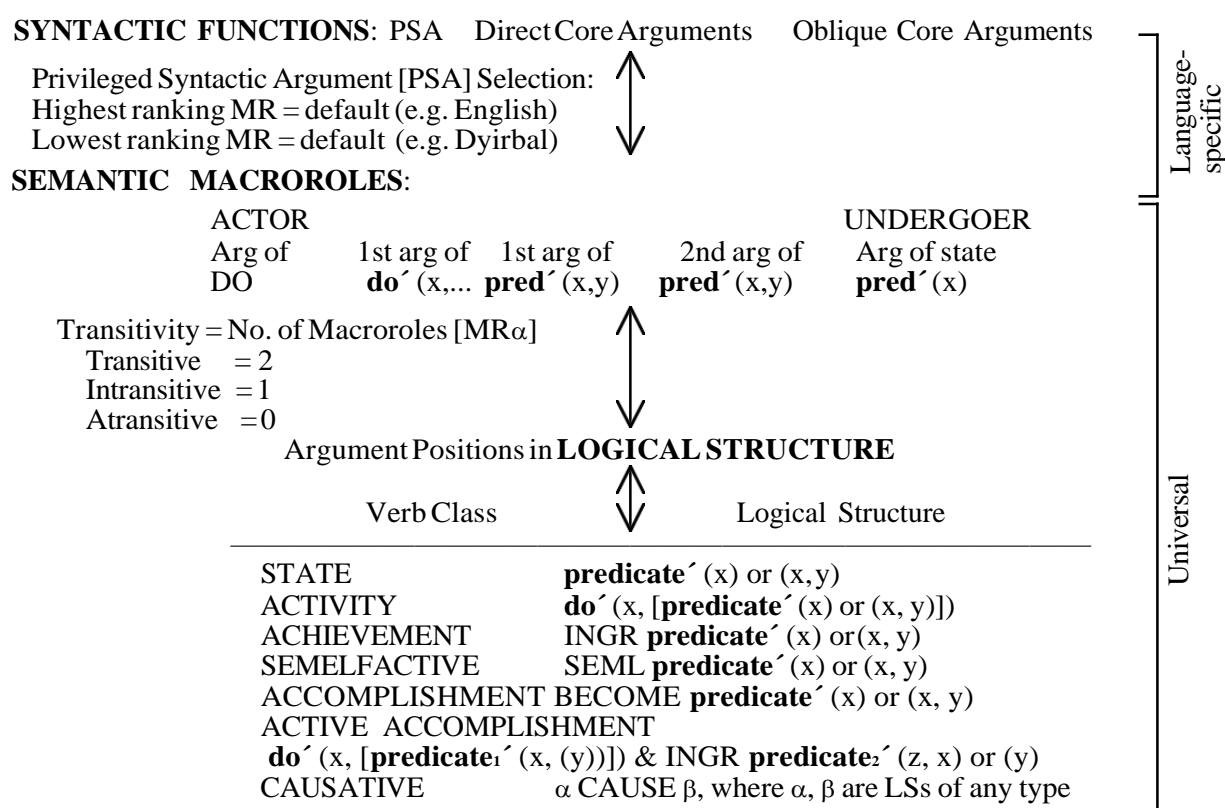 SYNTACTIC FUNCTIONS: PSA Direct Core Arguments Oblique Core Arguments
Privileged Syntactic Argument [PSA] Selection:
Highest ranking MR = default (e.g. English)
Lowest ranking MR = default (e.g. Dyirbal)
Language-
specific
SEMANTIC MACROROLES:
ACTOR UNDERGOER
Arg of 1st arg of 1st arg of 2nd arg of Arg of state
DO do´ (x,... pred´ (x,y) pred´ (x,y) pred´ (x)
Transitivity = No. of Macroroles [MRα]
Transitive = 2
Intransitive = 1
Atransitive = 0
Argument Positions in LOGICAL STRUCTURE
Verb Class Logical Structure
Universal
STATE predicate´ (x) or (x,y)
ACTIVITY do´ (x, [predicate´ (x) or (x, y)])
ACHIEVEMENT INGR predicate´ (x) or (x, y)
SEMELFACTIVE SEML predicate´ (x) or (x, y)
ACCOMPLISHMENT BECOME predicate´ (x) or (x, y)
ACTIVE ACCOMPLISHMENT
do´ (x, [predicate₁´ (x, (y))]) & INGR predicate₂´ (z, x) or (y)
CAUSATIVE α CAUSE β, where α, β are LSs of any type